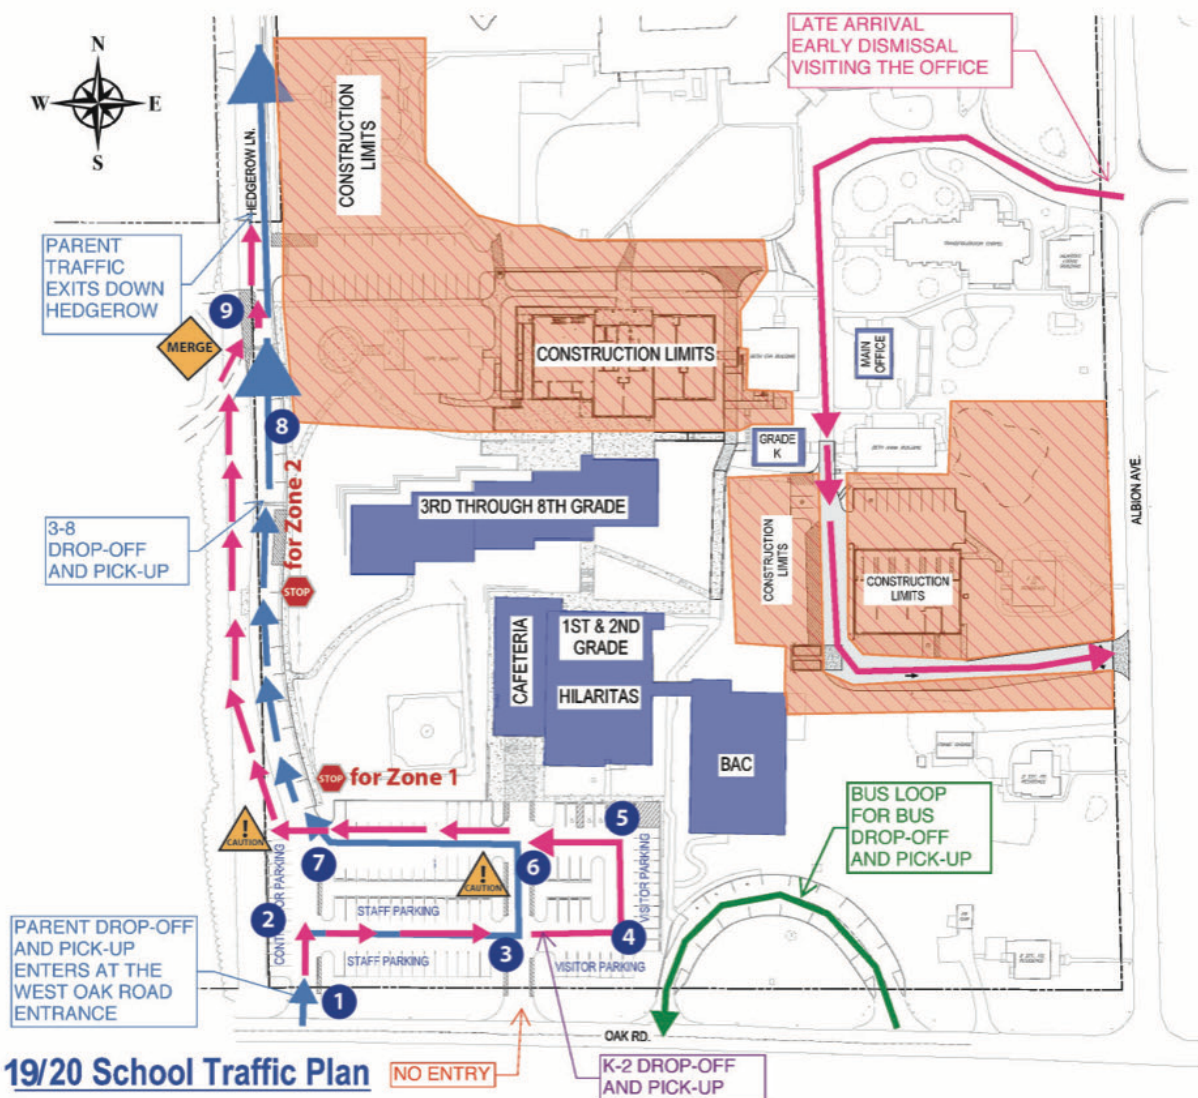 LATE ARRIVAL
EARLY DISMISSAL
VISITING THE OFFICE
N
W
E
S
HEDGEROW LN.
CONSTRUCTION
LIMITS
PARENT
TRAFFIC
EXITS DOWN
HEDGEROW
9
MERGE
CONSTRUCTION LIMITS
MAIN
OFFICE
8
GRADE
K
for Zone 2
STOP
3RD THROUGH 8TH GRADE
ALBION AVE.
3-8
DROP-OFF
AND PICK-UP
CONSTRUCTION
LIMITS
CONSTRUCTION
LIMITS
CAFETERIA
1ST & 2ND
GRADE
HILARITAS
BAC
STOP
for Zone 1
BUS LOOP
FOR BUS
DROP-OFF
AND PICK-UP
5
!
CAUTION
7
6
!
CAUTION
VISITOR PARKING
2
STAFF PARKING
PARENT DROP-OFF
AND PICK-UP
ENTERS AT THE
WEST OAK ROAD
ENTRANCE
3
4
STAFF PARKING
VISITOR PARKING
1
OAK RD.
19/20 School Traffic Plan
NO ENTRY
K-2 DROP-OFF
AND PICK-UP